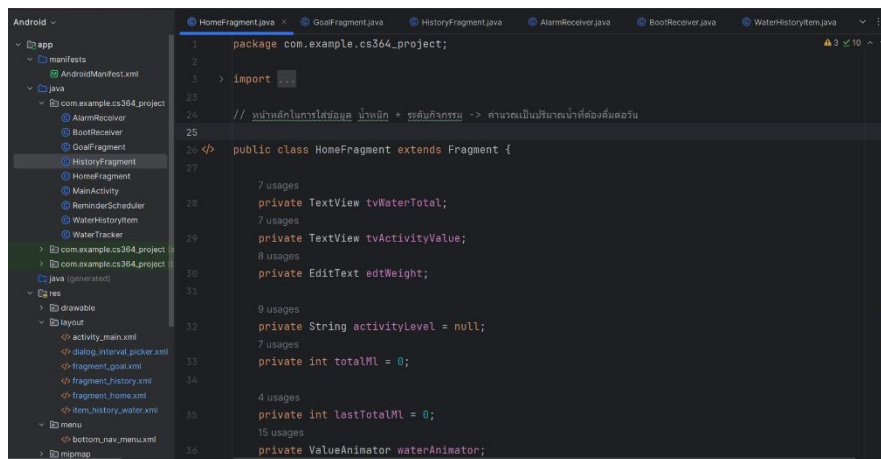 Android
HomeFragment.java
GoalFragment.java
HistoryFragment.java
AlarmReceiver.java
BootReceiver.java
WaterHistoryItem.java
app
manifests
AndroidManifest.xml
java
com.example.cs364_project
AlarmReceiver
BootReceiver
GoalFragment
HistoryFragment
HomeFragment
MainActivity
ReminderScheduler
WaterHistoryItem
WaterTracker
com.example.cs364_project
com.example.cs364_project
java (generated)
res
drawable
layout
activity_main.xml
dialog_interval_picker.xml
fragment_goal.xml
fragment_history.xml
fragment_home.xml
item_history_water.xml
menu
bottom_nav_menu.xml
mipmap
3 10
1 package com.example.cs364_project;
2
3 import ...
23
24 // หน้าหลักในการใส่ข้อมูล น้ำหนัก + ระดับกิจกรรม -> คำนวณเป็นปริมาณน้ำที่ต้องดื่มต่อวัน
25
26 public class HomeFragment extends Fragment {
27
7 usages
28 private TextView tvWaterTotal;
7 usages
29 private TextView tvActivityValue;
8 usages
30 private EditText edtWeight;
31
9 usages
32 private String activityLevel = null;
7 usages
33 private int totalMl = 0;
34
4 usages
35 private int lastTotalMl = 0;
15 usages
36 private ValueAnimator waterAnimator;